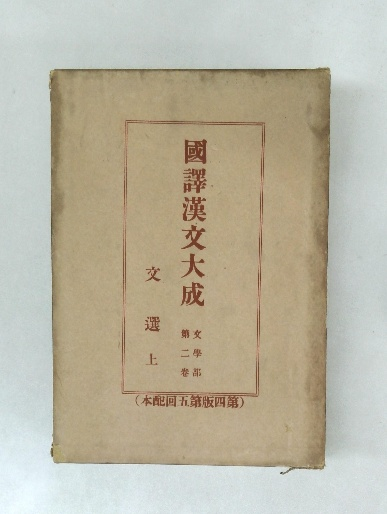 國譯漢文大成
文學部
第二卷
文選上
（本配回五第版四第）